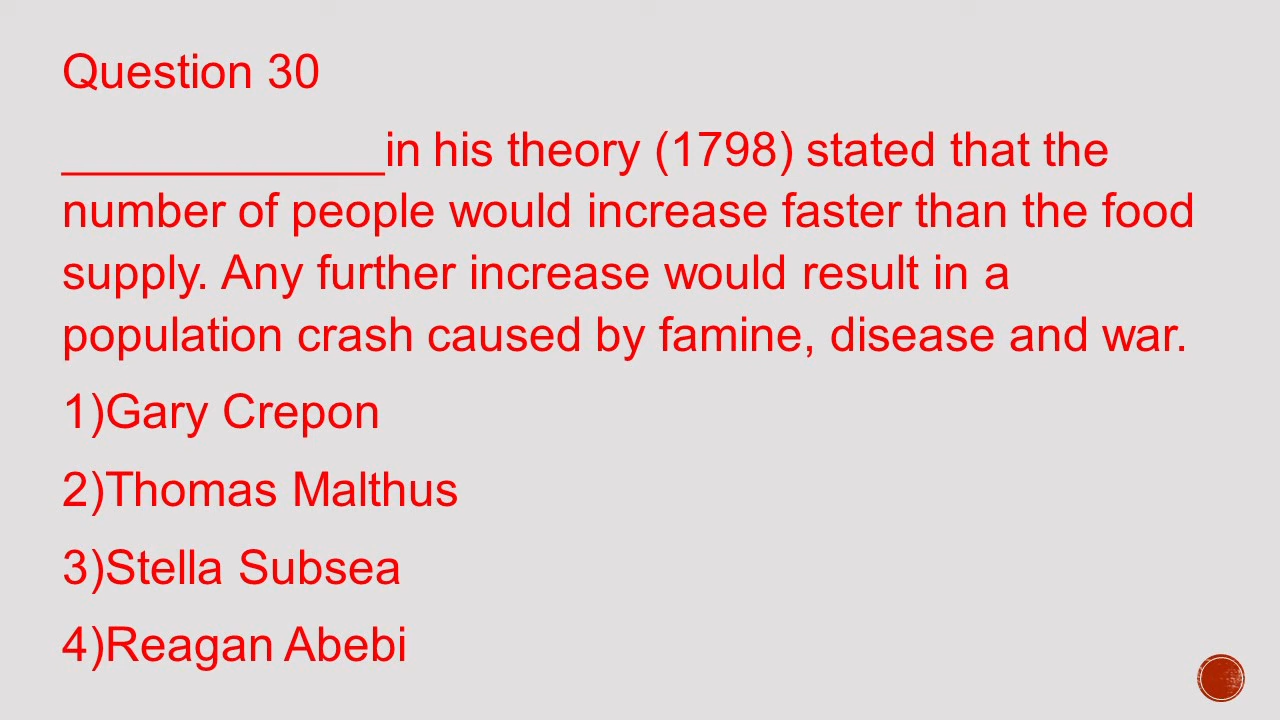 Question 30
____________in his theory (1798) stated that the
number of people would increase faster than the food
supply. Any further increase would result in a
population crash caused by famine, disease and war.
1)Gary Crepon
2)Thomas Malthus
3)Stella Subsea
4)Reagan Abebi